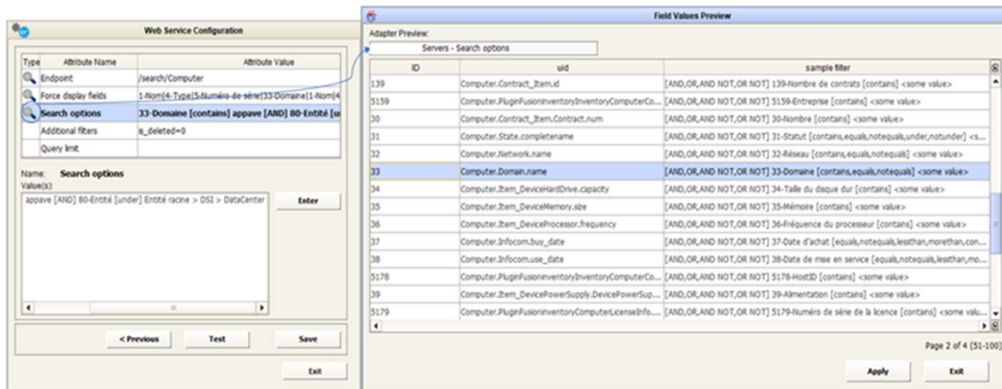 Web Service Configuration
Type Attribute Name Attribute Value
Endpoint /search/Computer
Force display fields 1-Nom|4-Type|5-Numéro de série|33-Domaine|1-Nom|4
Search options 33-Domaine [contains] appave [AND] 80-Entité [un
Additional filters is_deleted=0
Query limit
Name: Search options
Value(s):
appave [AND] 80-Entité [under] Entité racine > DSI > DataCenter
Enter
< Previous Test Save
Exit
Field Values Preview
Adapter Preview:
Servers - Search options
ID uid sample filter
139 Computer.Contract_Item.id [AND,OR,AND NOT,OR NOT] 139-Nombre de contrats [contains] <some value>
5159 Computer.PluginFusioninventoryInventoryComputerCo... [AND,OR,AND NOT,OR NOT] 5159-Entreprise [contains] <some value>
30 Computer.Contract_Item.Contract.num [AND,OR,AND NOT,OR NOT] 30-Nombre [contains] <some value>
31 Computer.State.completename [AND,OR,AND NOT,OR NOT] 31-Statut [contains,equals,notequals,under,notunder] <s...
32 Computer.Network.name [AND,OR,AND NOT,OR NOT] 32-Réseau [contains,equals,notequals] <some value>
33 Computer.Domain.name [AND,OR,AND NOT,OR NOT] 33-Domaine [contains,equals,notequals] <some value>
34 Computer.Item_DeviceHardDrive.capacity [AND,OR,AND NOT,OR NOT] 34-Taille du disque dur [contains] <some value>
35 Computer.Item_DeviceMemory.size [AND,OR,AND NOT,OR NOT] 35-Mémoire [contains] <some value>
36 Computer.Item_DeviceProcessor.frequency [AND,OR,AND NOT,OR NOT] 36-Fréquence du processeur [contains] <some value>
37 Computer.Infocom.buy_date [AND,OR,AND NOT,OR NOT] 37-Date d'achat [equals,notequals,lessthan,morethan,con...
38 Computer.Infocom.use_date [AND,OR,AND NOT,OR NOT] 38-Date de mise en service [equals,notequals,lessthan,mo...
5178 Computer.PluginFusioninventoryInventoryComputerCo... [AND,OR,AND NOT,OR NOT] 5178-HostID [contains] <some value>
39 Computer.Item_DevicePowerSupply.DevicePowerSup... [AND,OR,AND NOT,OR NOT] 39-Alimentation [contains] <some value>
5179 Computer.PluginFusioninventoryComputerLicenseInfo.... [AND,OR,AND NOT,OR NOT] 5179-Numéro de série de la licence [contains] <some valu...
Page 2 of 4 (51-100)
Apply Exit